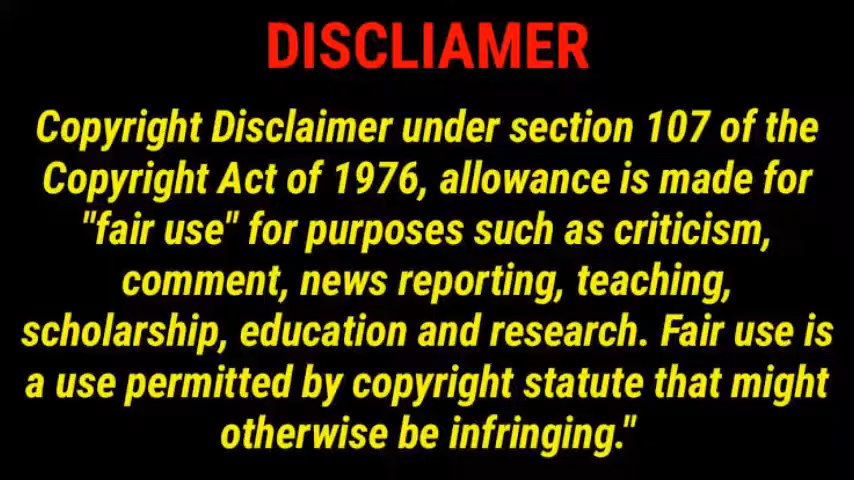 DISCLIAMER
Copyright Disclaimer under section 107 of the
Copyright Act of 1976, allowance is made for
"fair use" for purposes such as criticism,
comment, news reporting, teaching,
scholarship, education and research. Fair use is
a use permitted by copyright statute that might
otherwise be infringing."